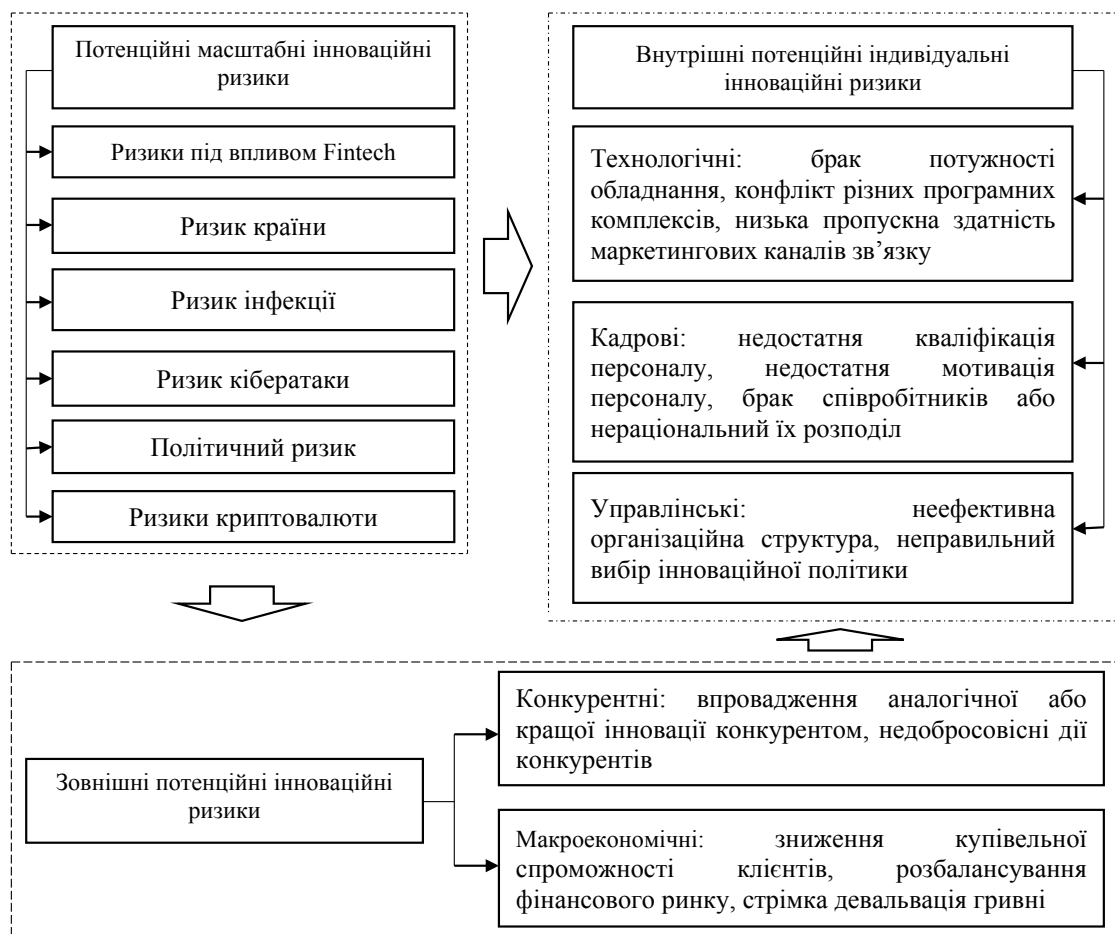 Потенційні масштабні інноваційні
ризики
Ризики під впливом Fintech
Ризик країни
Ризик інфекції
Ризик кібератаки
Політичний ризик
Ризики криптовалюти
Внутрішні потенційні індивідуальні
інноваційні ризики
Технологічні: брак потужності
обладнання, конфлікт різних програмних
комплексів, низька пропускна здатність
маркетингових каналів зв’язку
Кадрові: недостатня кваліфікація
персоналу, недостатня мотивація
персоналу, брак співробітників або
нераціональний їх розподіл
Управлінські: неефективна
організаційна структура, неправильний
вибір інноваційної політики
Зовнішні потенційні інноваційні
ризики
Конкурентні: впровадження аналогічної або
кращої інновації конкурентом, недобросовісні дії
конкурентів
Макроекономічні: зниження купівельної
спроможності клієнтів, розбалансування
фінансового ринку, стрімка девальвація гривні